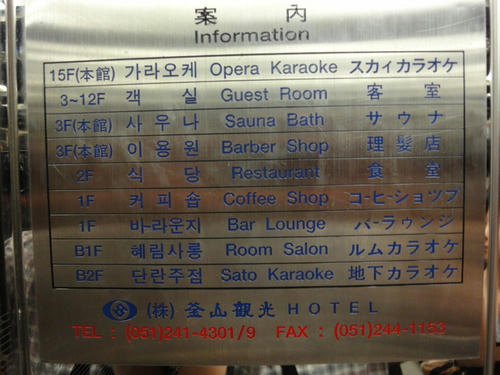 案 內
Information
15F(本館) 가라오케 Opera Karaoke スカイカラオケ
3~12F 객 실 Guest Room 客 室
3F(本館) 사 우 나 Sauna Bath サ ウ ナ
3F(本館) 이 용 원 Barber Shop 理 髮 店
2F 식 당 Restaurant 食 堂
1F 커 피 숍 Coffee Shop コ-ヒ-ショツプ
1F 바-라운지 Bar Lounge バ-ラゥンジ
B1F 혜림사롱 Room Salon ルムカラオケ
B2F 단란주점 Sato Karaoke 地下カラオケ
(株) 釜山觀光 HOTEL
TEL : (051)241-4301/9 FAX : (051)244-1153